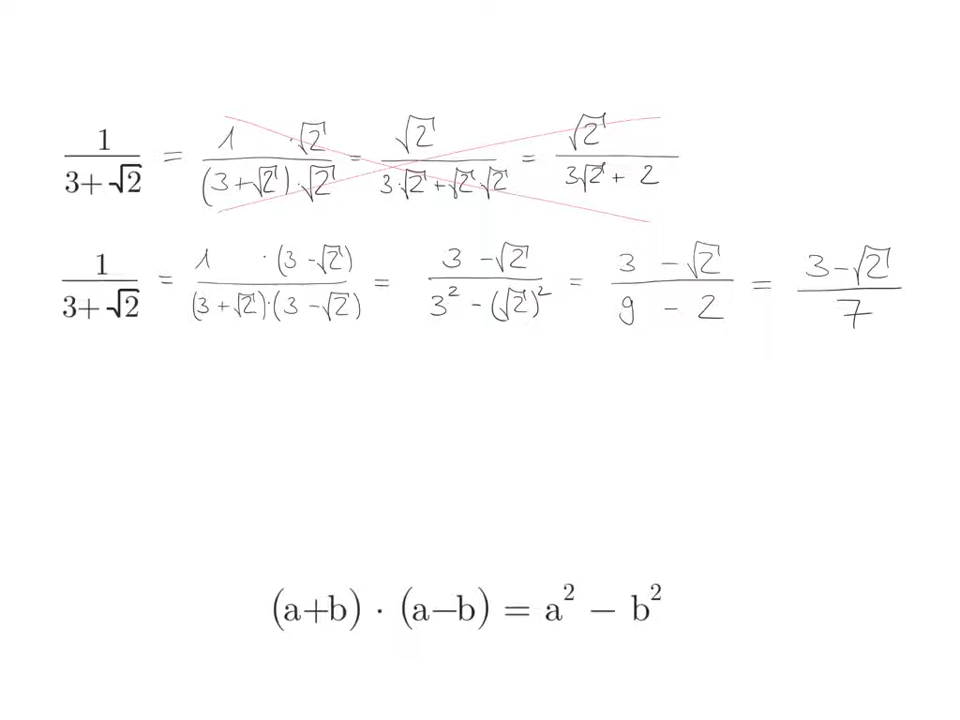 1/(3+√2) = (1 · √2)/((3+√2) · √2) = √2/(3·√2+√2·√2) = √2/(3√2 + 2)
1/(3+√2) = (1 · (3 - √2))/((3+√2)·(3 - √2)) = (3 - √2)/(3² - (√2)²) = (3 - √2)/(9 - 2) = (3-√2)/7
(a+b) · (a−b) = a² − b²